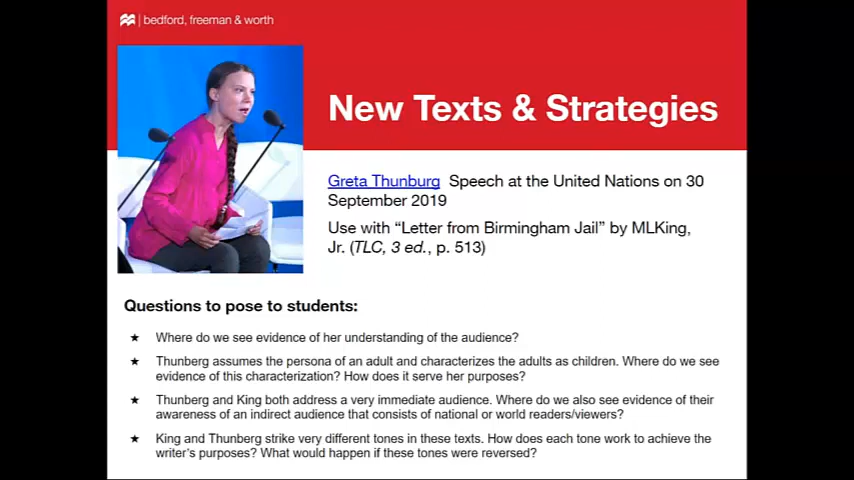 bedford, freeman & worth
New Texts & Strategies
Greta Thunburg Speech at the United Nations on 30
September 2019
Use with “Letter from Birmingham Jail” by MLKing,
Jr. (TLC, 3 ed., p. 513)
Questions to pose to students:
★ Where do we see evidence of her understanding of the audience?
★ Thunberg assumes the persona of an adult and characterizes the adults as children. Where do we see
evidence of this characterization? How does it serve her purposes?
★ Thunberg and King both address a very immediate audience. Where do we also see evidence of their
awareness of an indirect audience that consists of national or world readers/viewers?
★ King and Thunberg strike very different tones in these texts. How does each tone work to achieve the
writer’s purposes? What would happen if these tones were reversed?